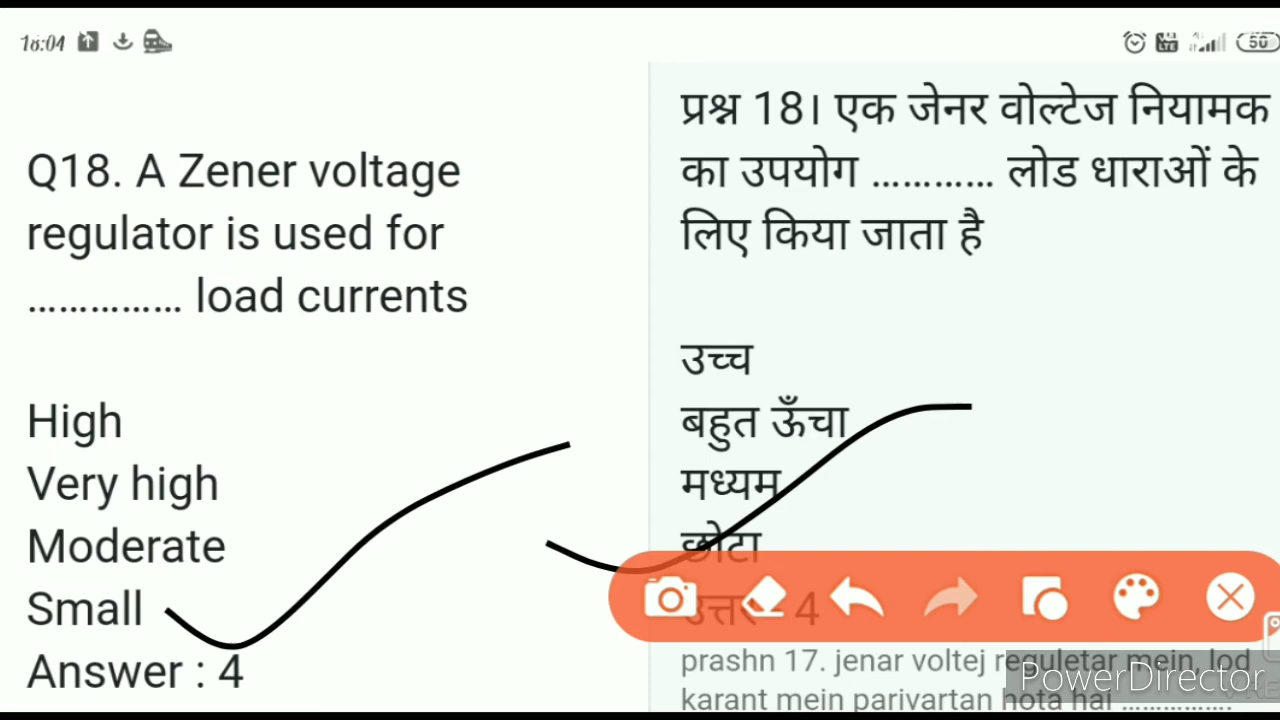 18:04
50
Q18. A Zener voltage
regulator is used for
............... load currents
High
Very high
Moderate
Small
Answer : 4
प्रश्न 18। एक जेनर वोल्टेज नियामक
का उपयोग ............ लोड धाराओं के
लिए किया जाता है
उच्च
बहुत ऊँचा
मध्यम
छोटा
उत्तर 4
prashn 17. jenar voltej reguletar mein, lod
karant mein parivartan hota hai ...............
PowerDirector